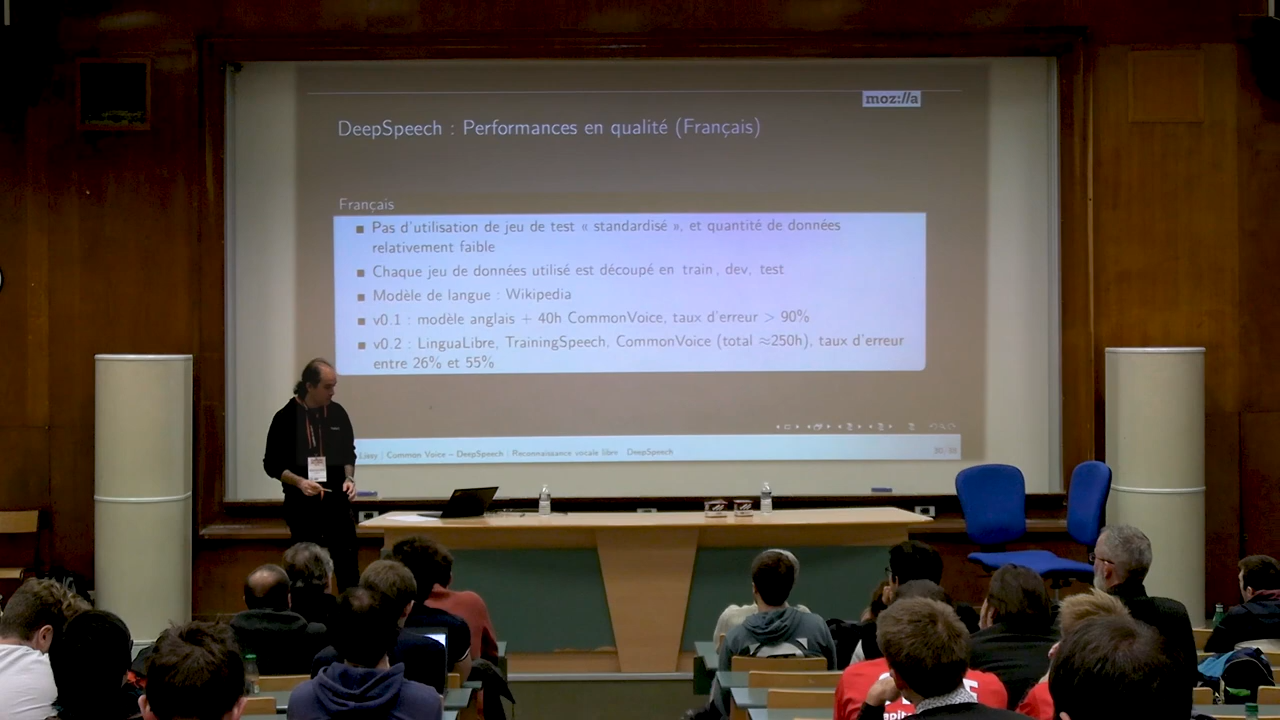 moz://a
DeepSpeech : Performances en qualité (Français)
Français
Pas d'utilisation de jeu de test « standardisé », et quantité de données
relativement faible
Chaque jeu de données utilisé est découpé en train, dev, test
Modèle de langue : Wikipedia
v0.1 : modèle anglais + 40h CommonVoice, taux d'erreur > 90%
v0.2 : LinguaLibre, TrainingSpeech, CommonVoice (total ≈250h), taux d'erreur
entre 26% et 55%
Common Voice – DeepSpeech | Reconnaissance vocale libre DeepSpeech